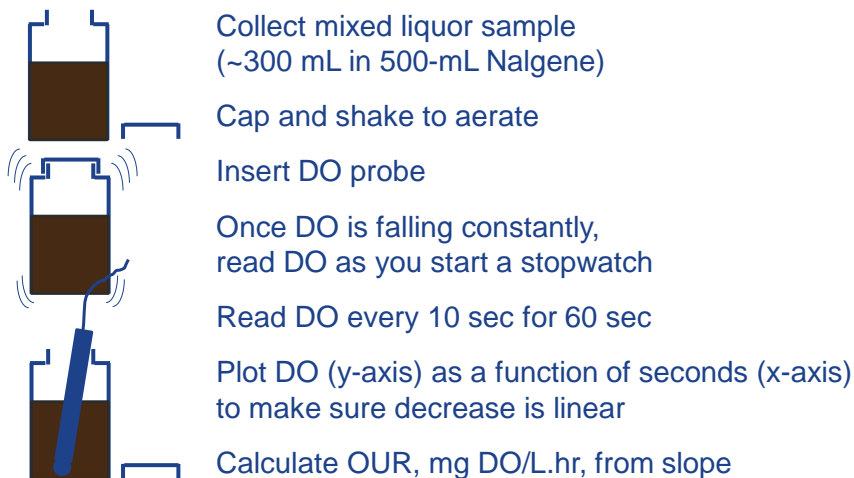 Collect mixed liquor sample
(~300 mL in 500-mL Nalgene)
Cap and shake to aerate
Insert DO probe
Once DO is falling constantly,
read DO as you start a stopwatch
Read DO every 10 sec for 60 sec
Plot DO (y-axis) as a function of seconds (x-axis)
to make sure decrease is linear
Calculate OUR, mg DO/L.hr, from slope